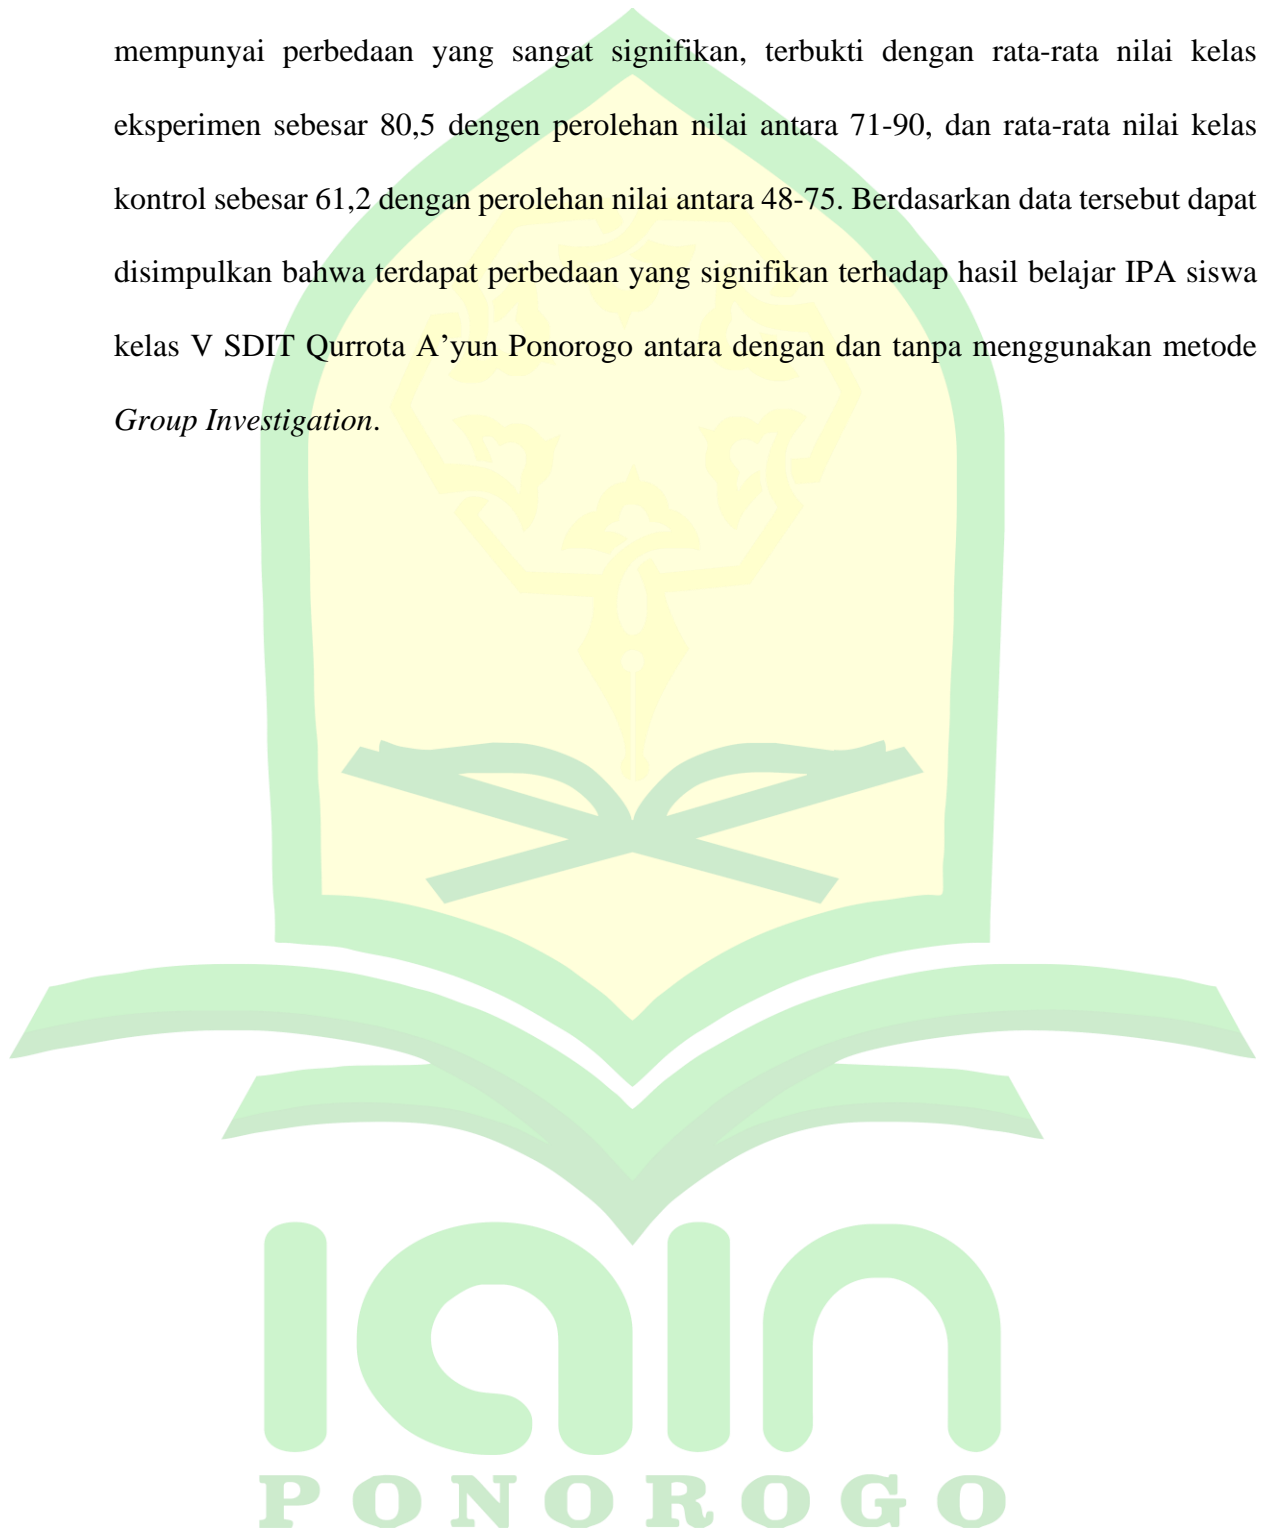 mempunyai perbedaan yang sangat signifikan, terbukti dengan rata-rata nilai kelas
eksperimen sebesar 80,5 dengen perolehan nilai antara 71-90, dan rata-rata nilai kelas
kontrol sebesar 61,2 dengan perolehan nilai antara 48-75. Berdasarkan data tersebut dapat
disimpulkan bahwa terdapat perbedaan yang signifikan terhadap hasil belajar IPA siswa
kelas V SDIT Qurrota A’yun Ponorogo antara dengan dan tanpa menggunakan metode
Group Investigation.
iain
PONOROGO